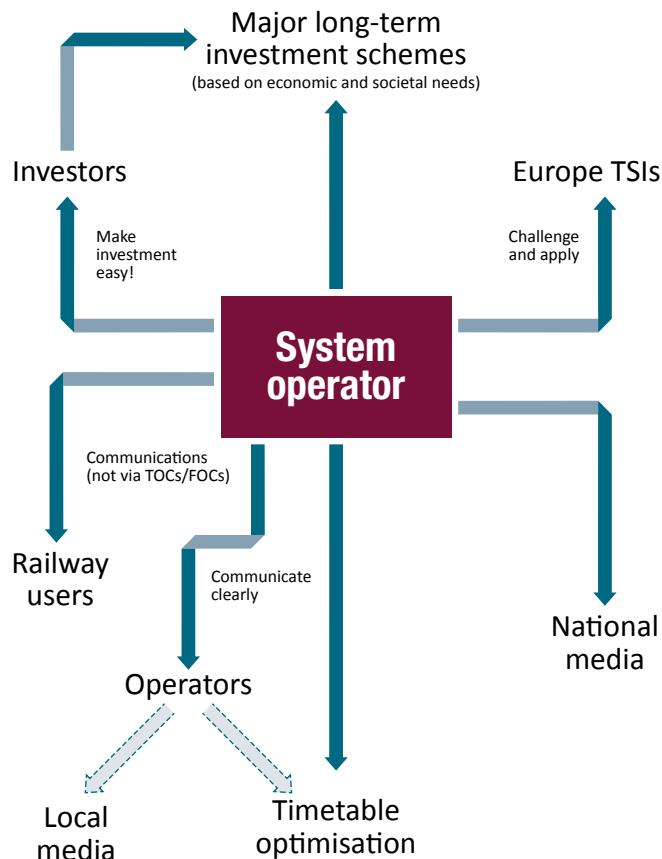 Major long-term
investment schemes
(based on economic and societal needs)
Investors
Europe TSIs
Make
investment
easy!
Challenge
and apply
System
operator
Communications
(not via TOCs/FOCs)
Railway
users
Communicate
clearly
National
media
Operators
Local
media
Timetable
optimisation